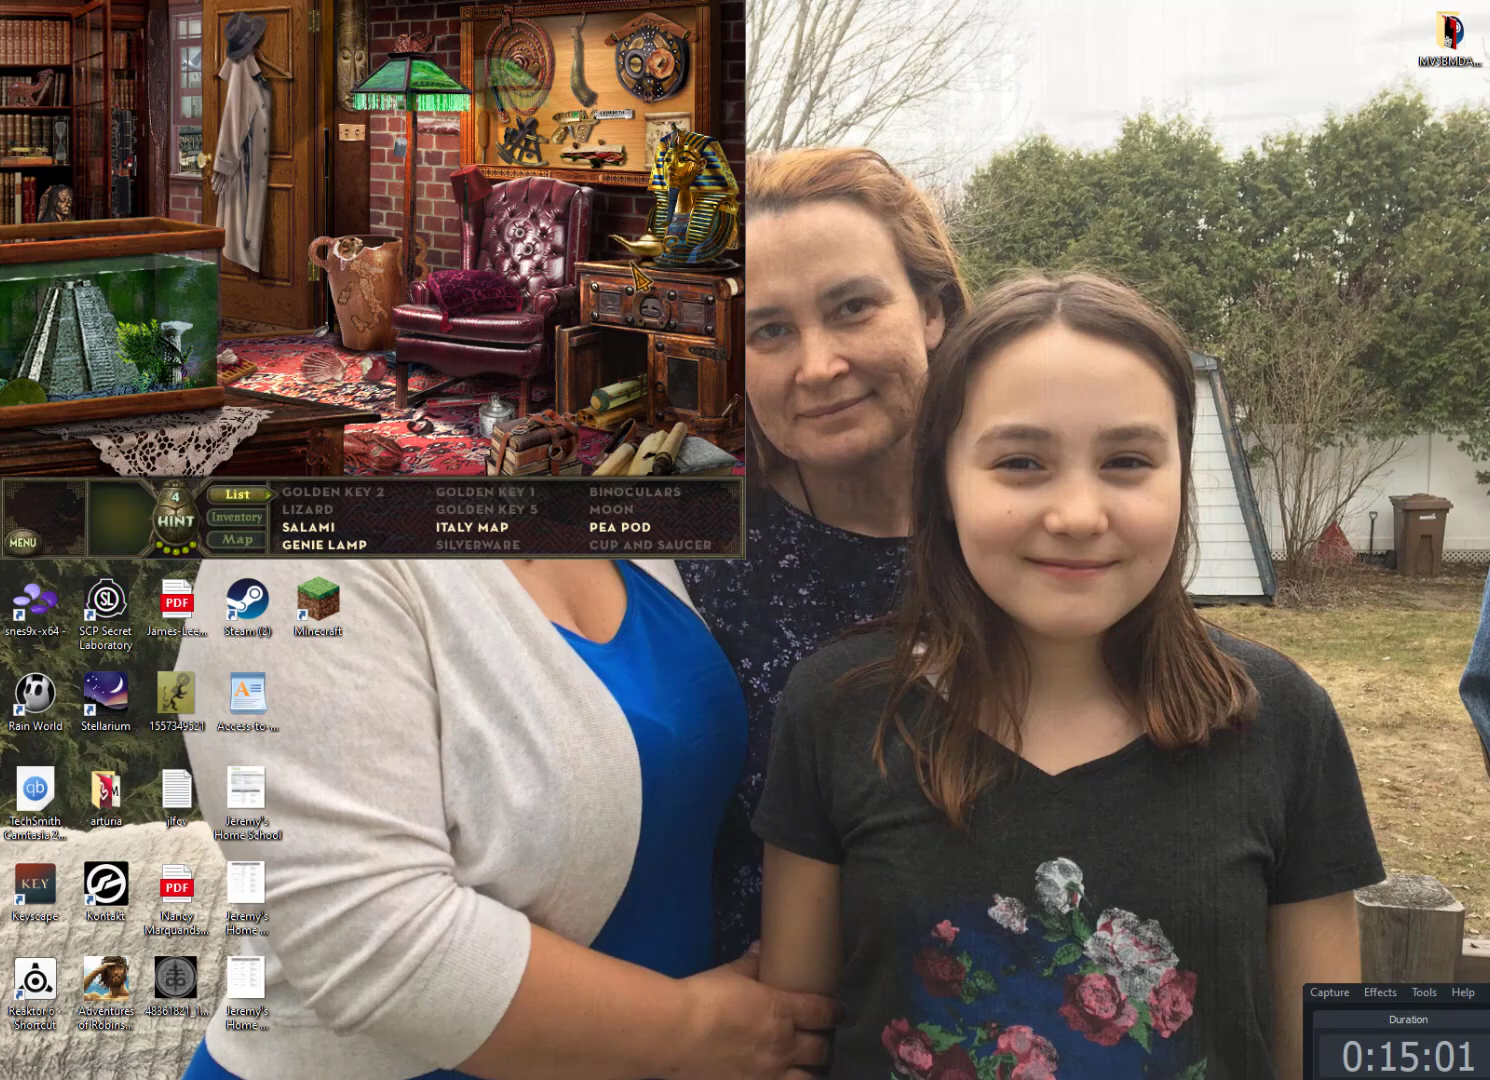 MVSBMDA...
GOLDEN KEY 2 GOLDEN KEY 1 BINOCULARS
LIZARD GOLDEN KEY 5 MOON
SALAMI ITALY MAP PEA POD
GENIE LAMP SILVERWARE CUP AND SAUCER
4
HINT
MENU
List
Inventory
Map
snes9x-x64 -
SCP Secret
Laboratory
PDF
James-Lee...
Steam (2)
Minecraft
Rain World
Stellarium
1557349521
Access-to-...
qb
TechSmith
Camtasia 2...
arturia
jlfcv
Jeremy's
Home School
KEY
Keyscape
Kontakt
PDF
Nancy
Marquands...
Jeremy's
Home ...
Reaktor 6 -
Shortcut
Adventures
of Robins...
48361821_1...
Jeremy's
Home ...
Capture Effects Tools Help
Duration
0:15:01